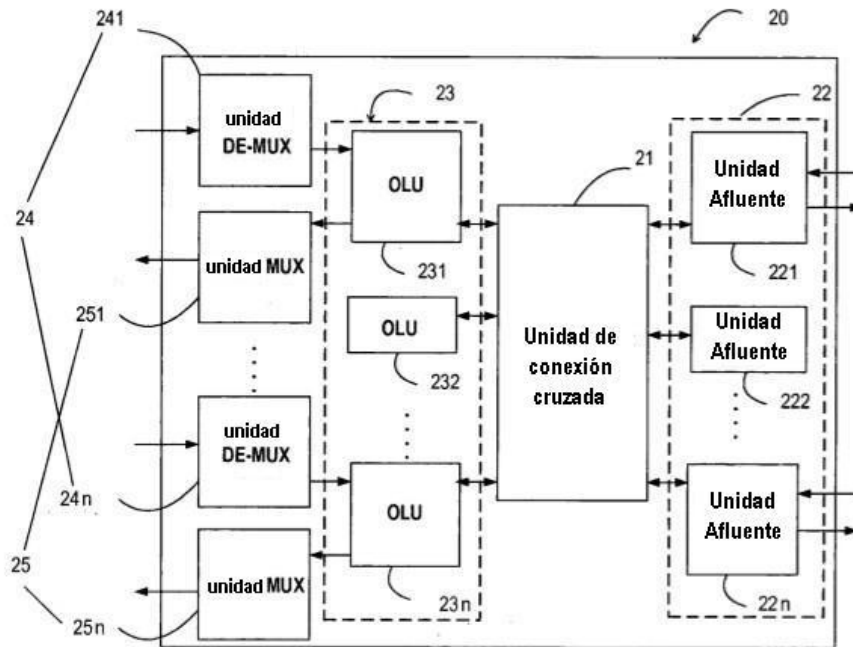 241
20
unidad
DE-MUX
23
22
21
OLU
Unidad
Afluente
24
231
221
unidad MUX
251
OLU
Unidad
Afluente
232
222
Unidad de
conexión
cruzada
unidad
DE-MUX
OLU
Unidad
Afluente
24n
25
unidad MUX
23n
22n
25n